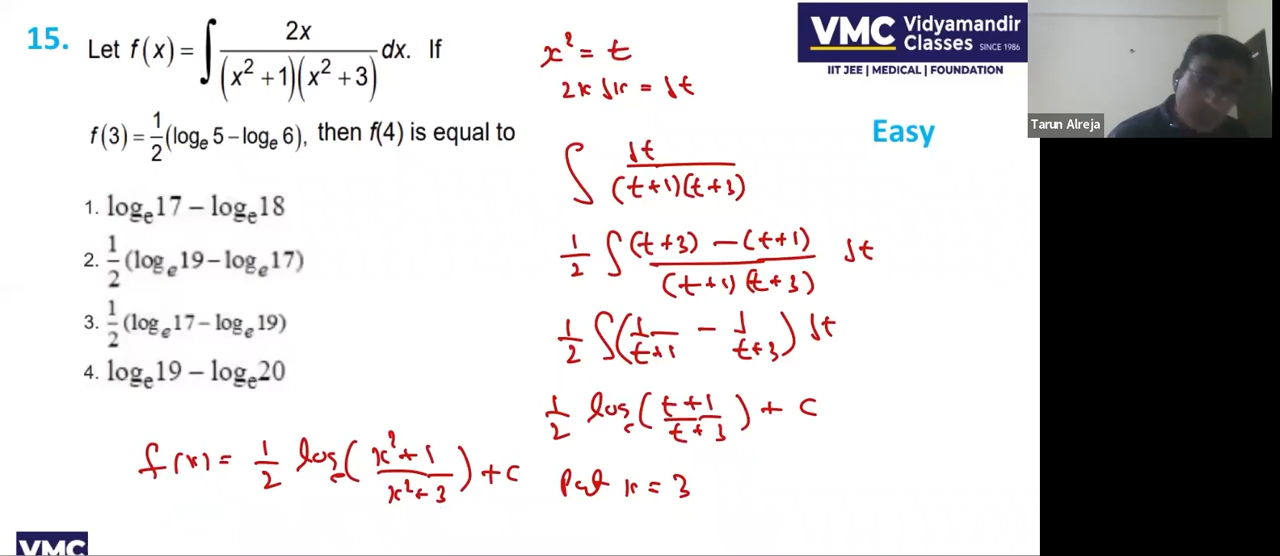 15. Let f(x) = ∫ 2x / ((x² + 1)(x² + 3)) dx. If
f(3) = 1/2 (logₑ 5 – logₑ 6), then f(4) is equal to
1. logₑ17 – logₑ18
2. 1/2 (logₑ19 – logₑ17)
3. 1/2 (logₑ17 – logₑ19)
4. logₑ19 – logₑ20
f(x) = 1/2 logₑ( (x² + 1) / (x² + 3) ) + c
x² = t
2x dx = dt
∫ dt / ((t+1)(t+3))
1/2 ∫ ((t+3) – (t+1)) / ((t+1)(t+3)) dt
1/2 ∫ ( 1/(t+1) – 1/(t+3) ) dt
1/2 logₑ( (t+1) / (t+3) ) + c
Put x = 3
VMC Vidyamandir
Classes SINCE 1986
IIT JEE | MEDICAL | FOUNDATION
Easy
Tarun Alreja
VMC